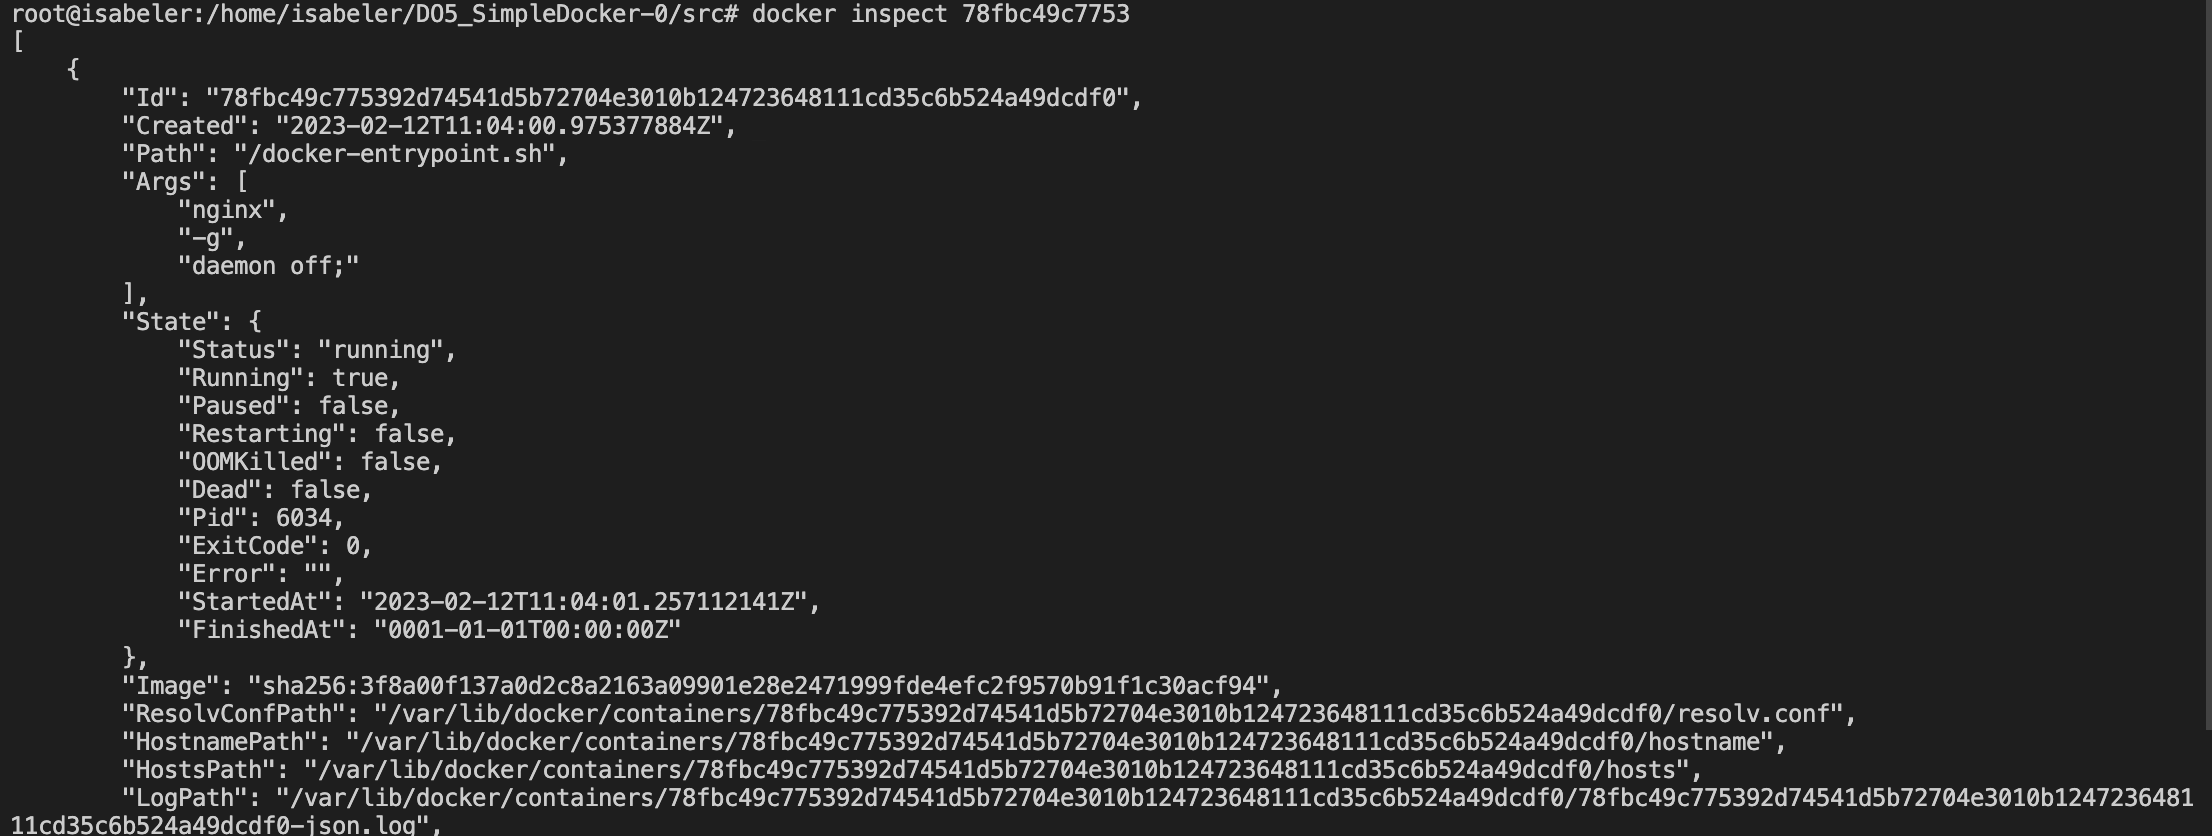 root@isabeler:/home/isabeler/DO5_SimpleDocker-0/src# docker inspect 78fbc49c7753
[
    {
        "Id": "78fbc49c775392d74541d5b72704e3010b124723648111cd35c6b524a49dcdf0",
        "Created": "2023-02-12T11:04:00.975377884Z",
        "Path": "/docker-entrypoint.sh",
        "Args": [
            "nginx",
            "-g",
            "daemon off;"
        ],
        "State": {
            "Status": "running",
            "Running": true,
            "Paused": false,
            "Restarting": false,
            "OOMKilled": false,
            "Dead": false,
            "Pid": 6034,
            "ExitCode": 0,
            "Error": "",
            "StartedAt": "2023-02-12T11:04:01.257112141Z",
            "FinishedAt": "0001-01-01T00:00:00Z"
        },
        "Image": "sha256:3f8a00f137a0d2c8a2163a09901e28e2471999fde4efc2f9570b91f1c30acf94",
        "ResolvConfPath": "/var/lib/docker/containers/78fbc49c775392d74541d5b72704e3010b124723648111cd35c6b524a49dcdf0/resolv.conf",
        "HostnamePath": "/var/lib/docker/containers/78fbc49c775392d74541d5b72704e3010b124723648111cd35c6b524a49dcdf0/hostname",
        "HostsPath": "/var/lib/docker/containers/78fbc49c775392d74541d5b72704e3010b124723648111cd35c6b524a49dcdf0/hosts",
        "LogPath": "/var/lib/docker/containers/78fbc49c775392d74541d5b72704e3010b124723648111cd35c6b524a49dcdf0/78fbc49c775392d74541d5b72704e3010b1247236481
11cd35c6b524a49dcdf0-json.log",